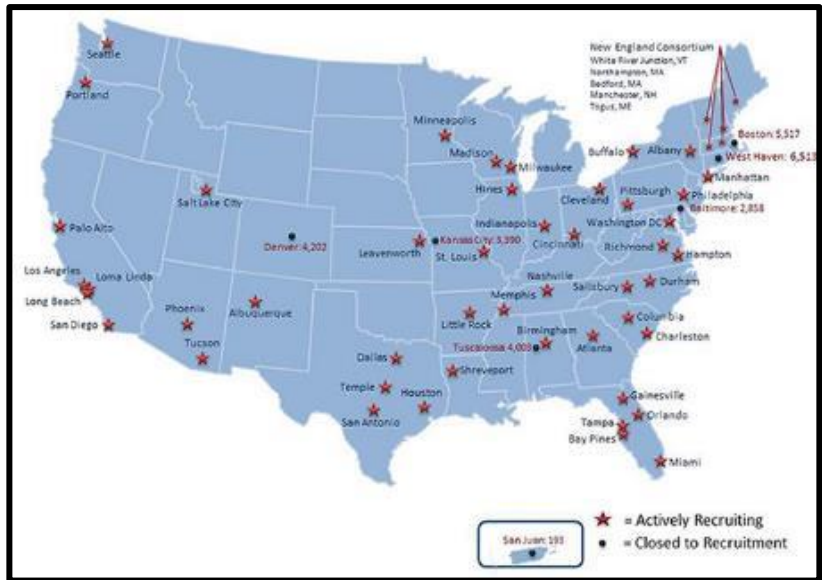 New England Consortium
White River Junction, VT
Northampton, MA
Bedford, MA
Manchester, NH
Togus, ME
Seattle
Portland
Minneapolis
Madison
Milwaukee
Buffalo
Albany
Boston: 5,517
West Haven: 6,513
Manhattan
Hines
Cleveland
Pittsburgh
Philadelphia
Baltimore: 2,858
Salt Lake City
Palo Alto
Denver: 4,202
Leavenworth
Kansas City: 3,390
St. Louis
Indianapolis
Cincinnati
Washington DC
Richmond
Hampton
Los Angeles
Loma Linda
Long Beach
San Diego
Phoenix
Tucson
Albuquerque
Nashville
Memphis
Salisbury
Durham
Little Rock
Birmingham
Columbia
Charleston
Tuscaloosa 4,003
Atlanta
Dallas
Shreveport
Temple
Houston
San Antonio
Gainesville
Orlando
Tampa
Bay Pines
Miami
San Juan: 193
= Actively Recruiting
= Closed to Recruitment